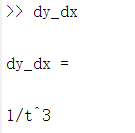 >> dy_dx
dy_dx =
1/t^3